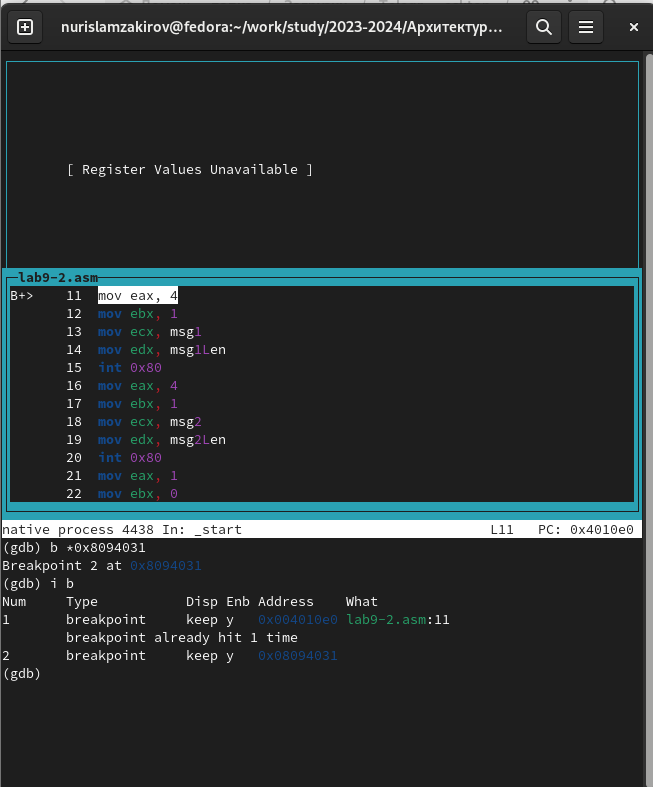 nurislamzakirov@fedora:~/work/study/2023-2024/Архитектур...
[ Register Values Unavailable ]
lab9-2.asm
B+> 11 mov eax, 4
12 mov ebx, 1
13 mov ecx, msg1
14 mov edx, msg1Len
15 int 0x80
16 mov eax, 4
17 mov ebx, 1
18 mov ecx, msg2
19 mov edx, msg2Len
20 int 0x80
21 mov eax, 1
22 mov ebx, 0
native process 4438 In: _start L11 PC: 0x4010e0
(gdb) b *0x8094031
Breakpoint 2 at 0x8094031
(gdb) i b
Num Type Disp Enb Address What
1 breakpoint keep y 0x004010e0 lab9-2.asm:11
breakpoint already hit 1 time
2 breakpoint keep y 0x08094031
(gdb)